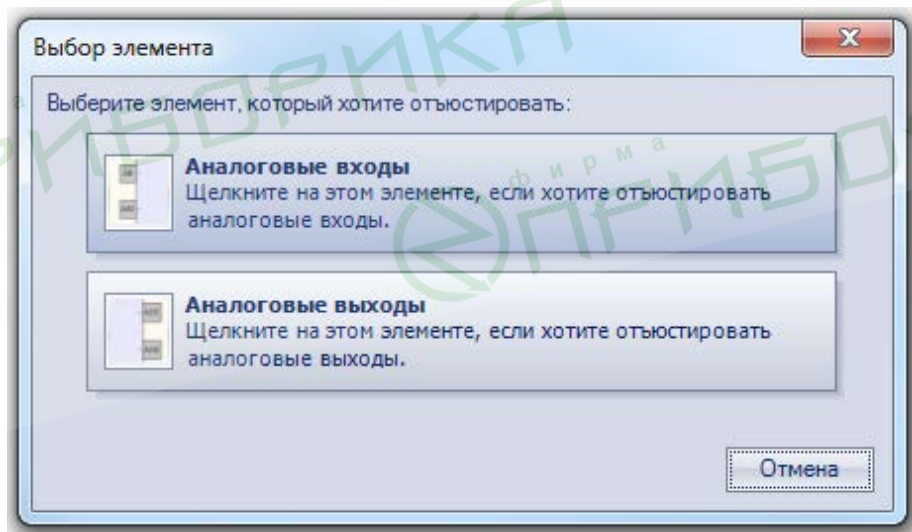 Выбор элемента
Выберите элемент, который хотите отъюстировать:
Аналоговые входы
Щелкните на этом элементе, если хотите отъюстировать
аналоговые входы.
Аналоговые выходы
Щелкните на этом элементе, если хотите отъюстировать
аналоговые выходы.
Отмена
фирма